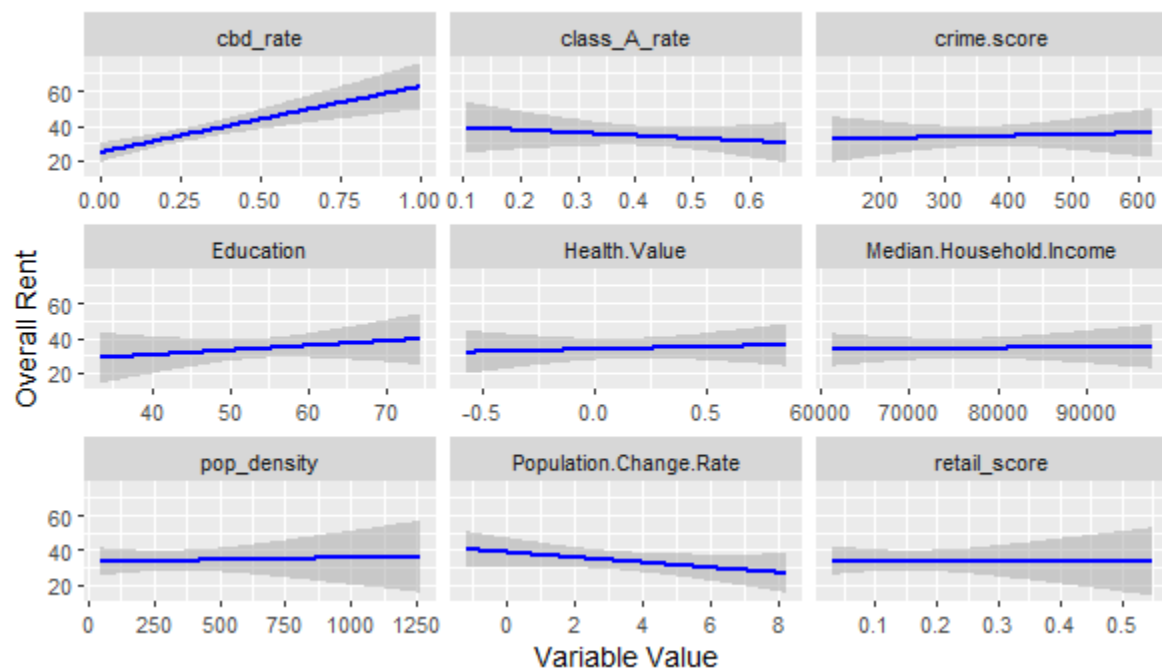 cbd_rate
class_A_rate
crime.score
60
40
20
0.00 0.25 0.50 0.75 1.00
0.1 0.2 0.3 0.4 0.5 0.6
200 300 400 500 600
Education
Health.Value
Median.Household.Income
60
40
20
40 50 60 70
-0.5 0.0 0.5
60000 70000 80000 90000
pop_density
Population.Change.Rate
retail_score
60
40
20
0 250 500 750 1000 1250
0 2 4 6 8
0.1 0.2 0.3 0.4 0.5
Overall Rent
Variable Value